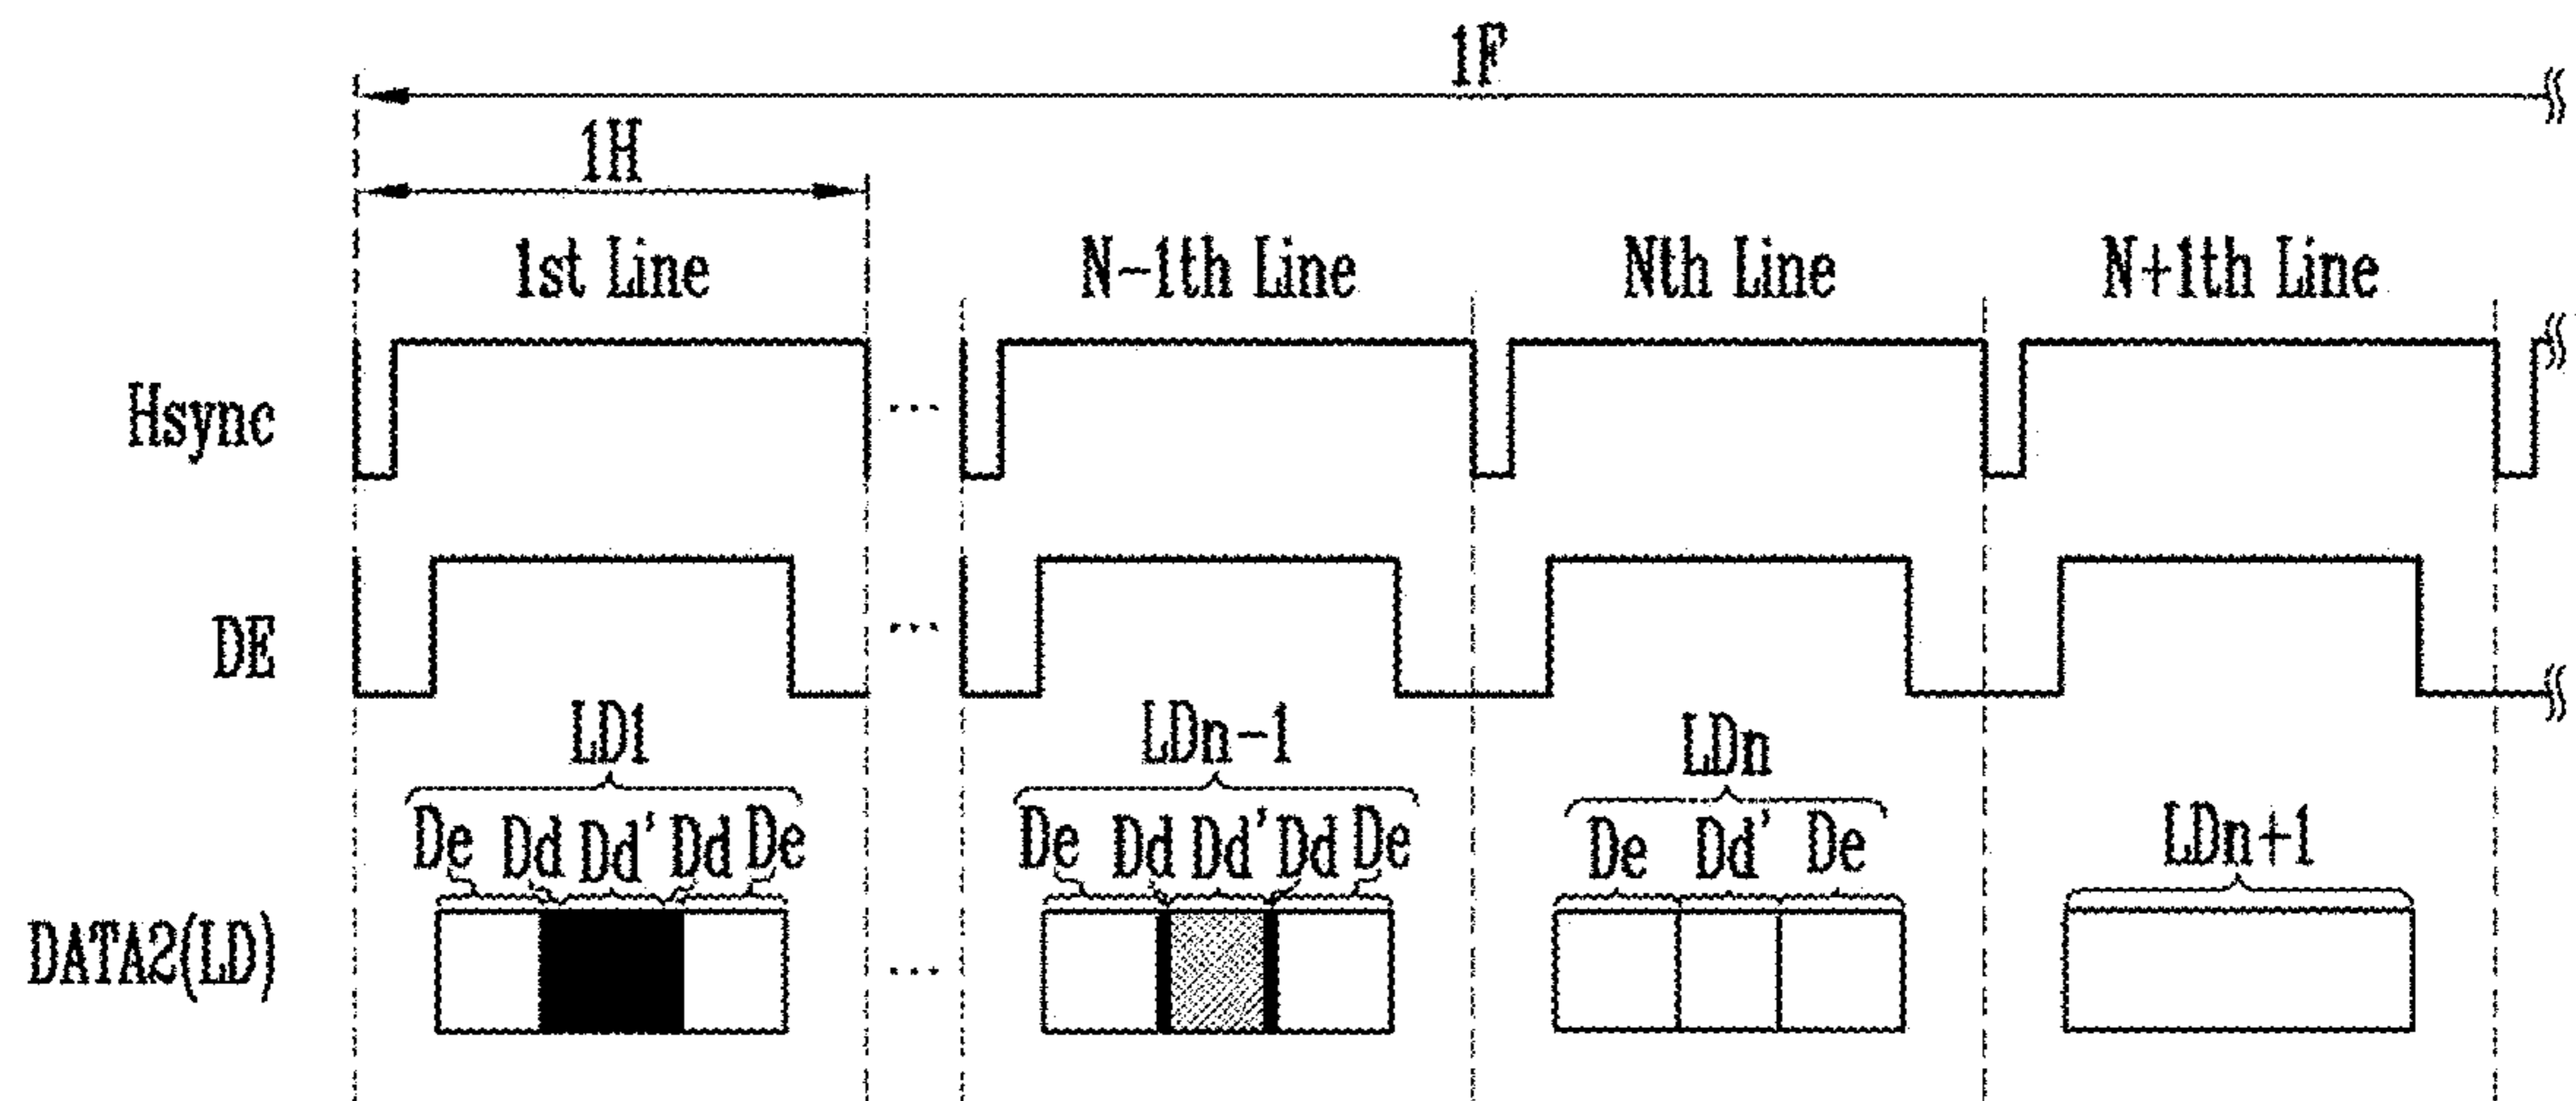 1F
1H
1st Line N-1th Line Nth Line N+1th Line
Hsync ... ...
DE ...
LD1 LDn-1 LDn
De Dd Dd' Dd De De Dd Dd' Dd De De Dd' De LDn+1
DATA2(LD) ...